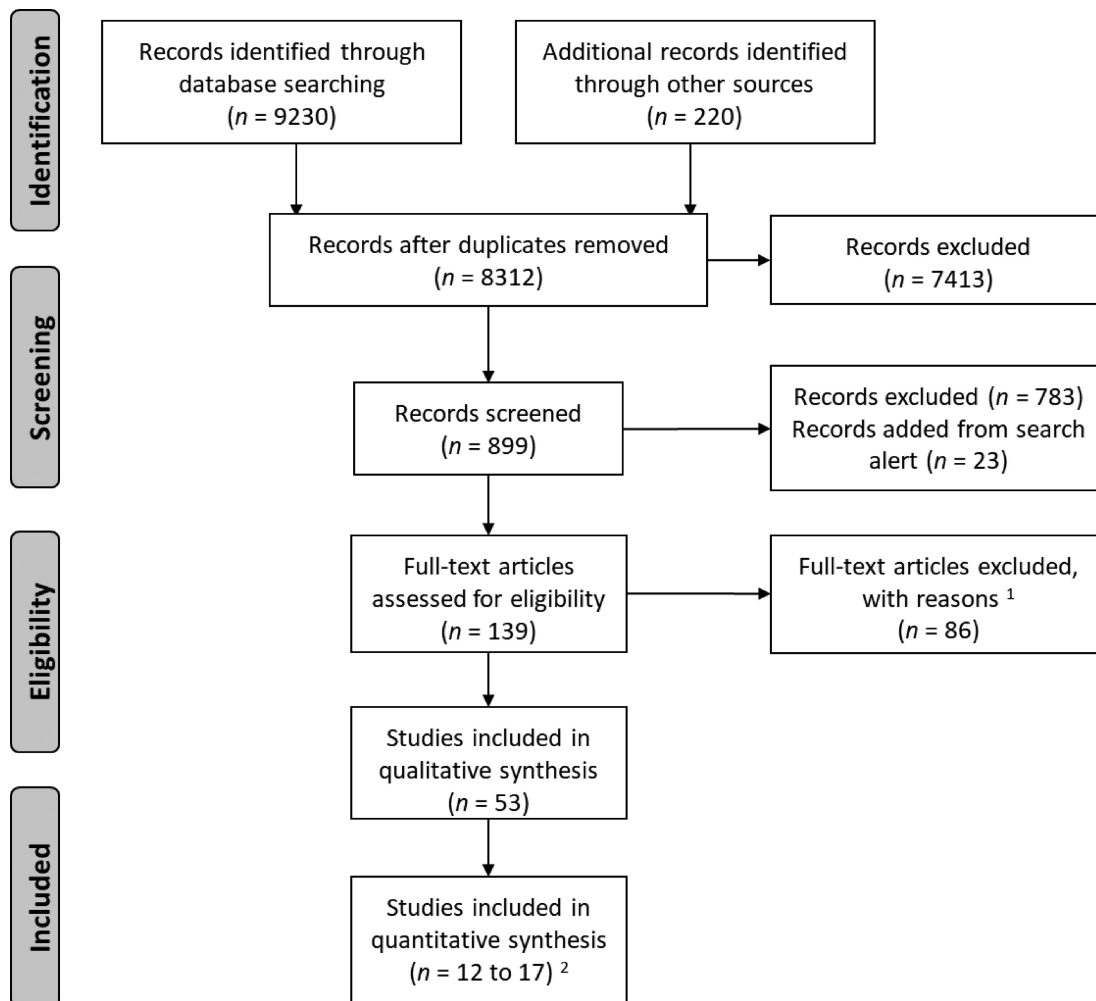 Identification
Records identified through
database searching
(n = 9230)
Additional records identified
through other sources
(n = 220)
Records after duplicates removed
(n = 8312)
Records excluded
(n = 7413)
Screening
Records screened
(n = 899)
Records excluded (n = 783)
Records added from search
alert (n = 23)
Eligibility
Full-text articles
assessed for eligibility
(n = 139)
Full-text articles excluded,
with reasons ¹
(n = 86)
Studies included in
qualitative synthesis
(n = 53)
Included
Studies included in
quantitative synthesis
(n = 12 to 17) ²